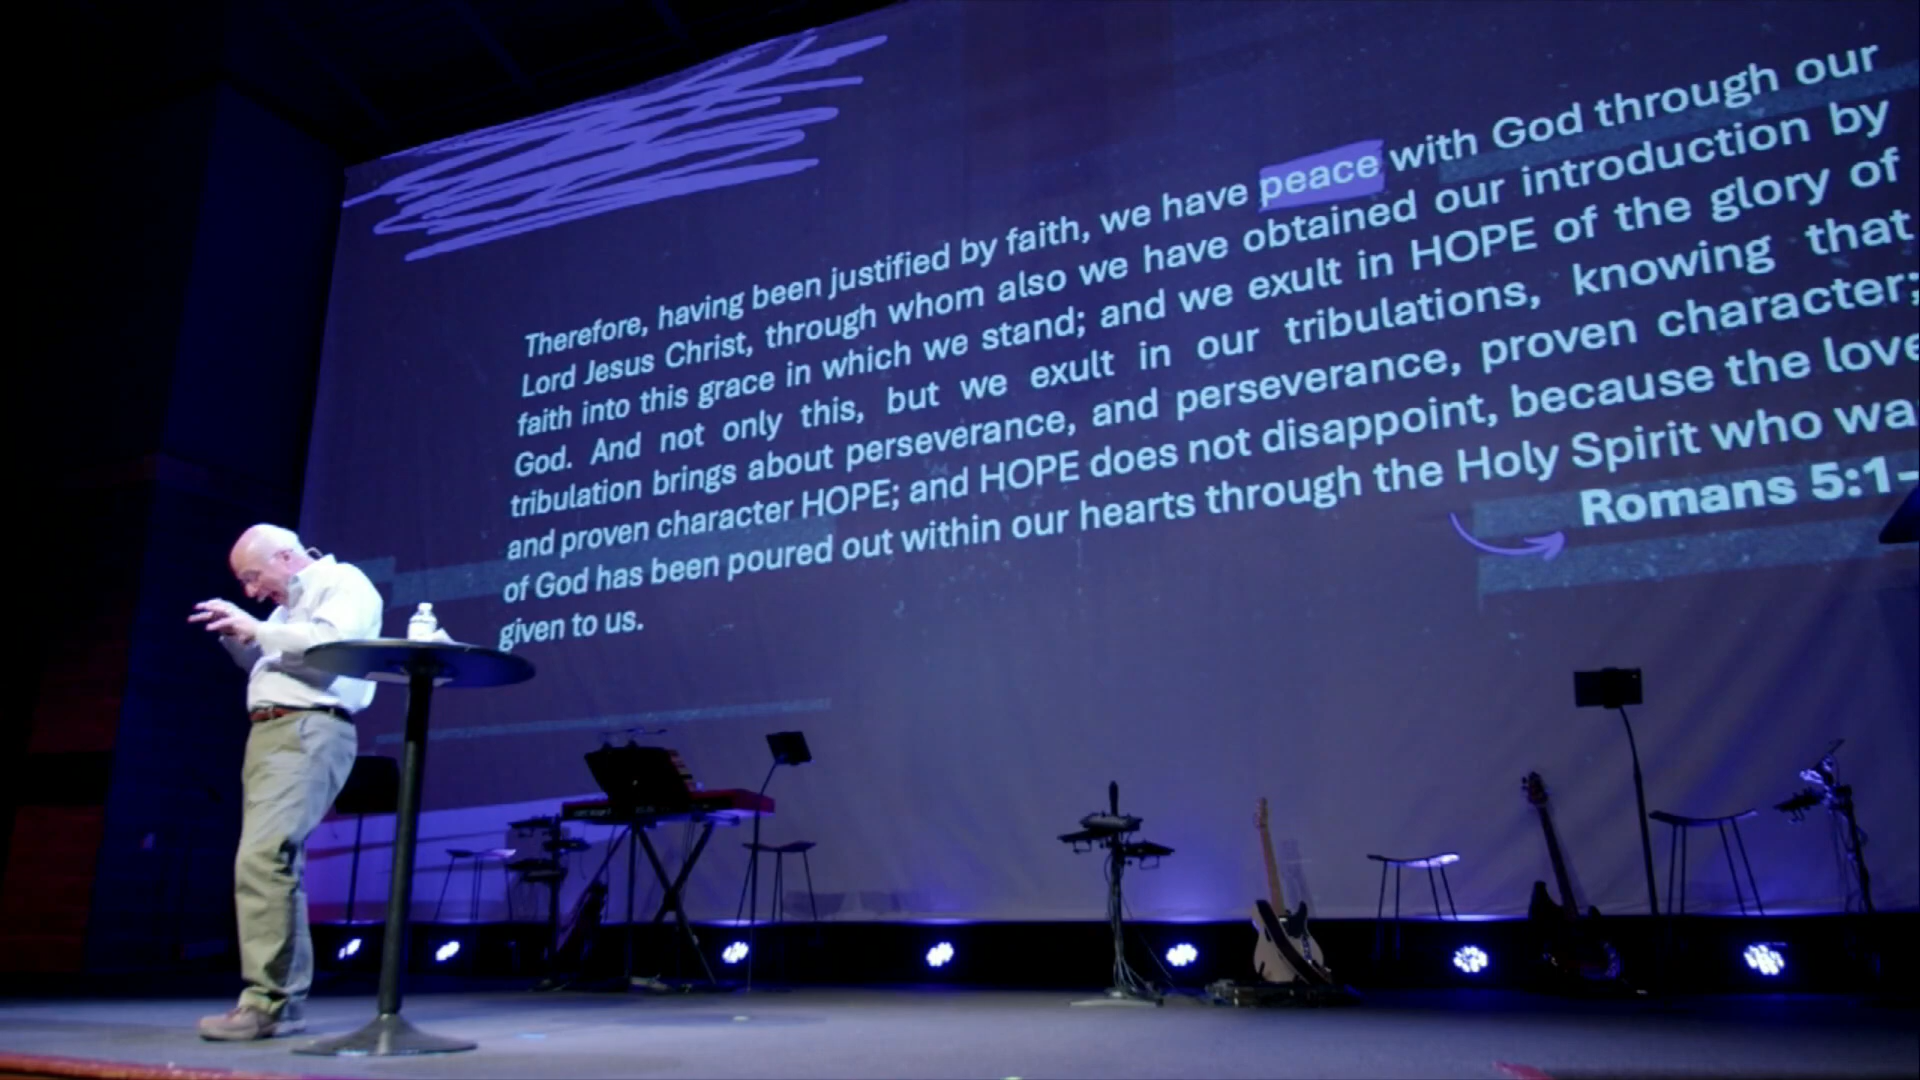 Therefore, having been justified by faith, we have peace with God through our
Lord Jesus Christ, through whom also we have obtained our introduction by
faith into this grace in which we stand; and we exult in HOPE of the glory of
God. And not only this, but we exult in our tribulations, knowing that
tribulation brings about perseverance, and perseverance, proven character;
and proven character HOPE; and HOPE does not disappoint, because the love
of God has been poured out within our hearts through the Holy Spirit who wa
given to us.
Romans 5:1-